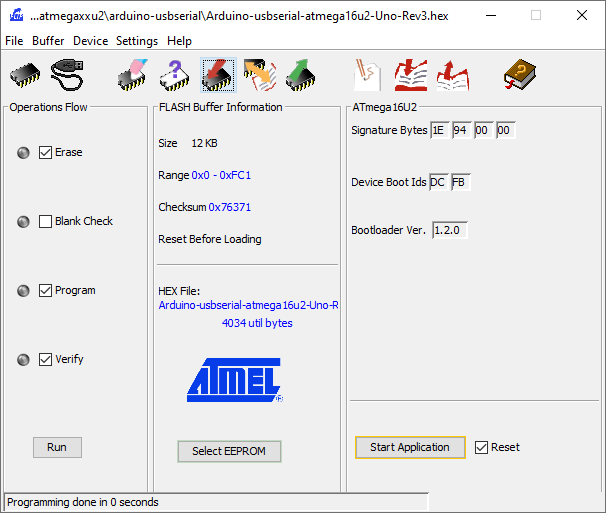 ...atmegaxxu2\arduino-usbserial\Arduino-usbserial-atmega16u2-Uno-Rev3.hex
File Buffer Device Settings Help
Operations Flow
Erase
Blank Check
Program
Verify
Run
FLASH Buffer Information
Size 12 KB
Range 0x0 - 0xFC1
Checksum 0x76371
Reset Before Loading
HEX File:
Arduino-usbserial-atmega16u2-Uno-R
4034 util bytes
ATMEL
Select EEPROM
ATmega16U2
Signature Bytes 1E 94 00 00
Device Boot Ids DC FB
Bootloader Ver. 1.2.0
Start Application Reset
Programming done in 0 seconds